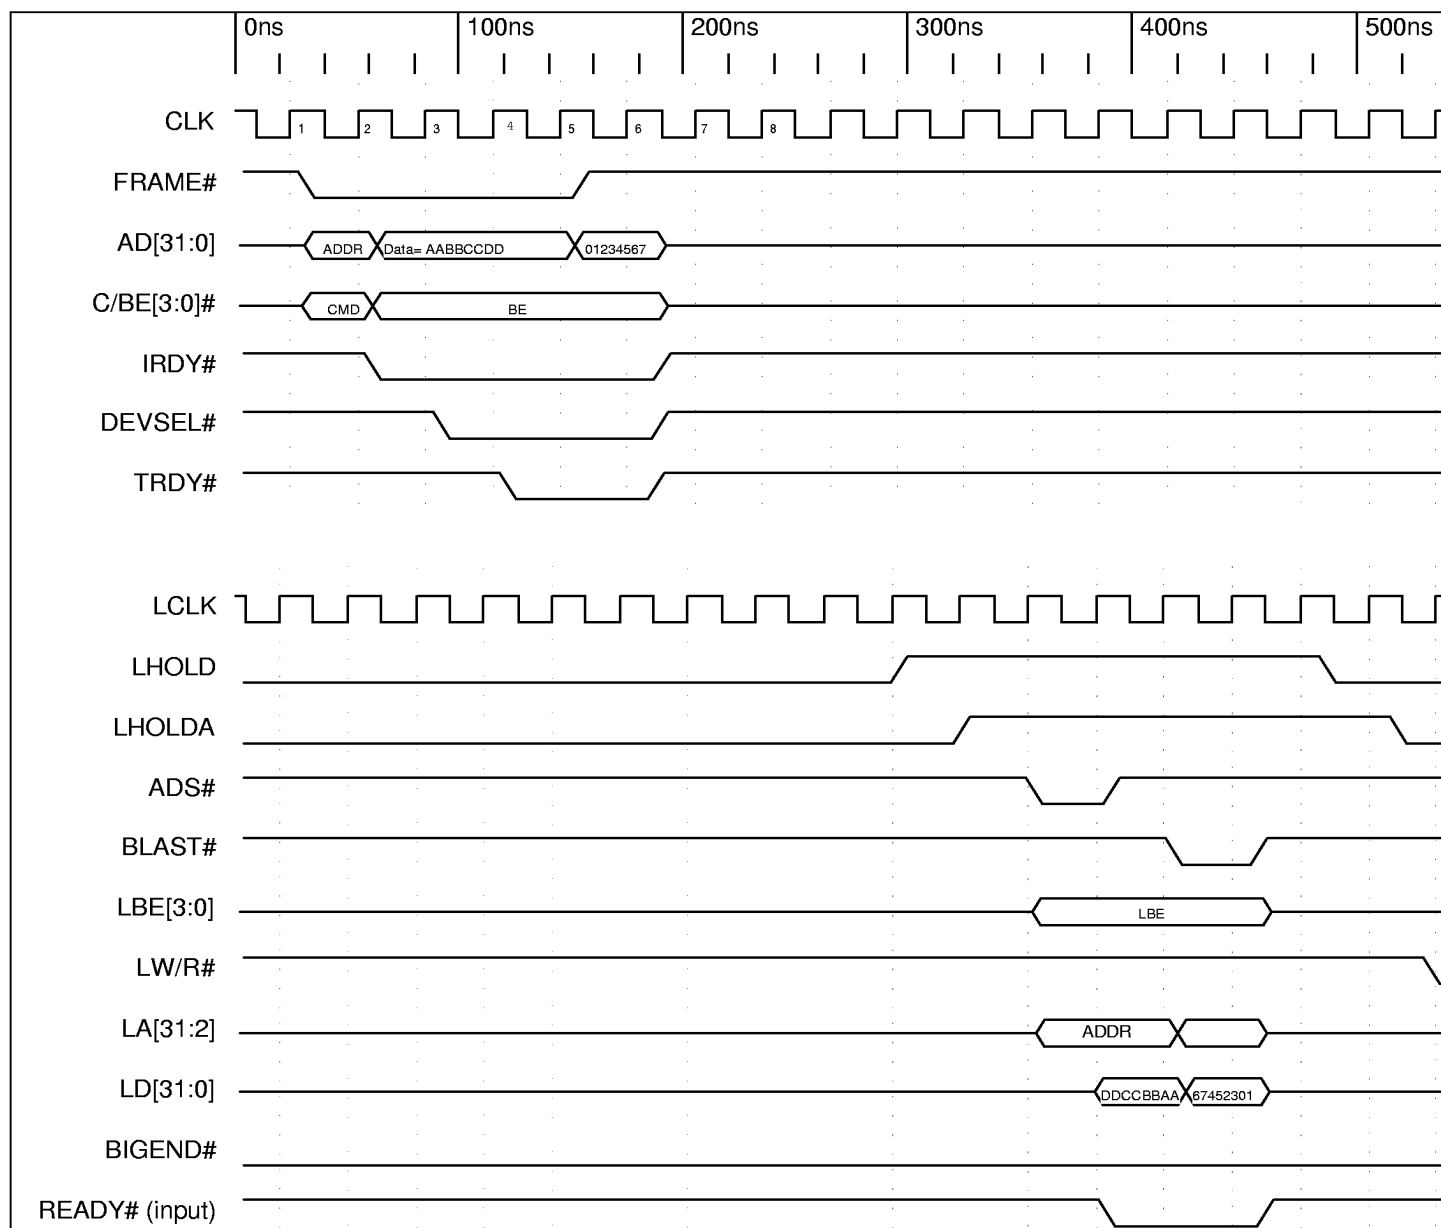 0ns 100ns 200ns 300ns 400ns 500ns
CLK 1 2 3 4 5 6 7 8
FRAME#
AD[31:0] ADDR Data= AABBCCDD 01234567
C/BE[3:0]# CMD BE
IRDY#
DEVSEL#
TRDY#
LCLK
LHOLD
LHOLDA
ADS#
BLAST#
LBE[3:0] LBE
LW/R#
LA[31:2] ADDR
LD[31:0] DDCCBBAA 67452301
BIGEND#
READY# (input)